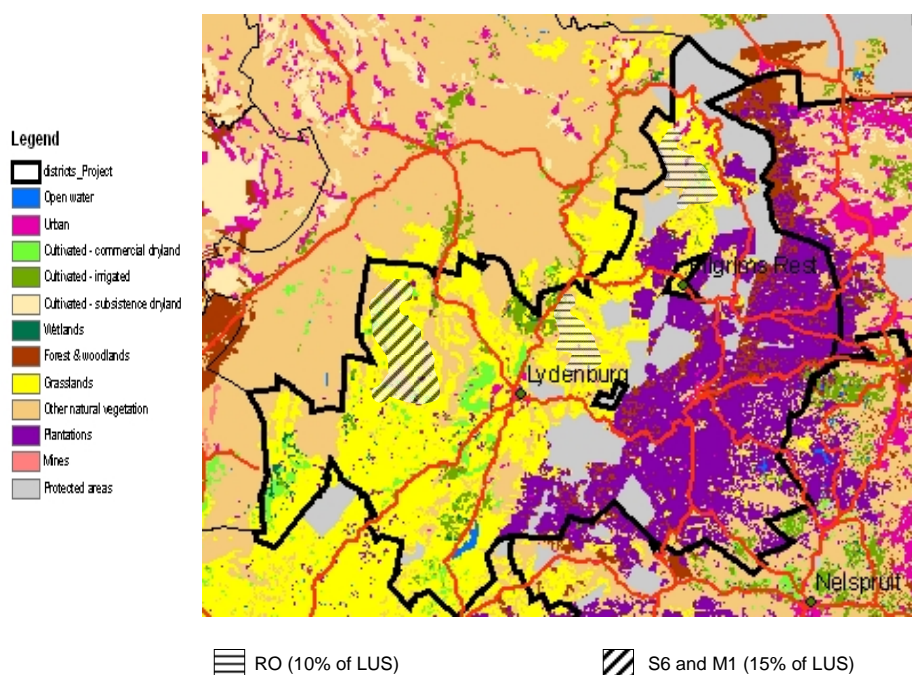 Legend
districts_Project
Open water
Urban
Cultivated - commercial dryland
Cultivated - irrigated
Cultivated - subsistence dryland
Wetlands
Forest & woodlands
Grasslands
Other natural vegetation
Plantations
Mines
Protected areas
Pilgrims Rest
Lydenburg
Nelspruit
RO (10% of LUS)
S6 and M1 (15% of LUS)